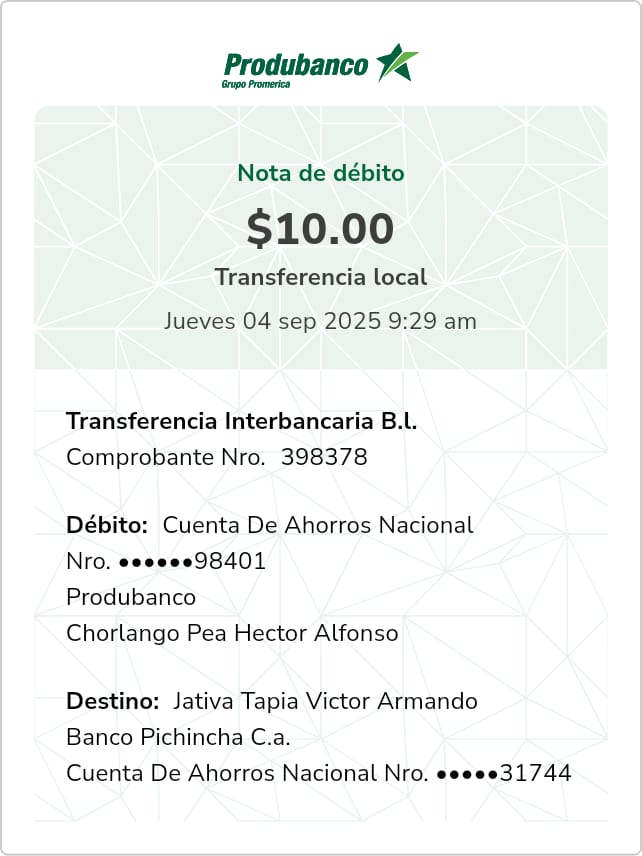 Produbanco
Grupo Promerica
Nota de débito
$10.00
Transferencia local
Jueves 04 sep 2025 9:29 am
Transferencia Interbancaria B.I.
Comprobante Nro. 398378
Débito: Cuenta De Ahorros Nacional
Nro. ••••••98401
Produbanco
Chorlango Pea Hector Alfonso
Destino: Jativa Tapia Victor Armando
Banco Pichincha C.a.
Cuenta De Ahorros Nacional Nro. •••••31744